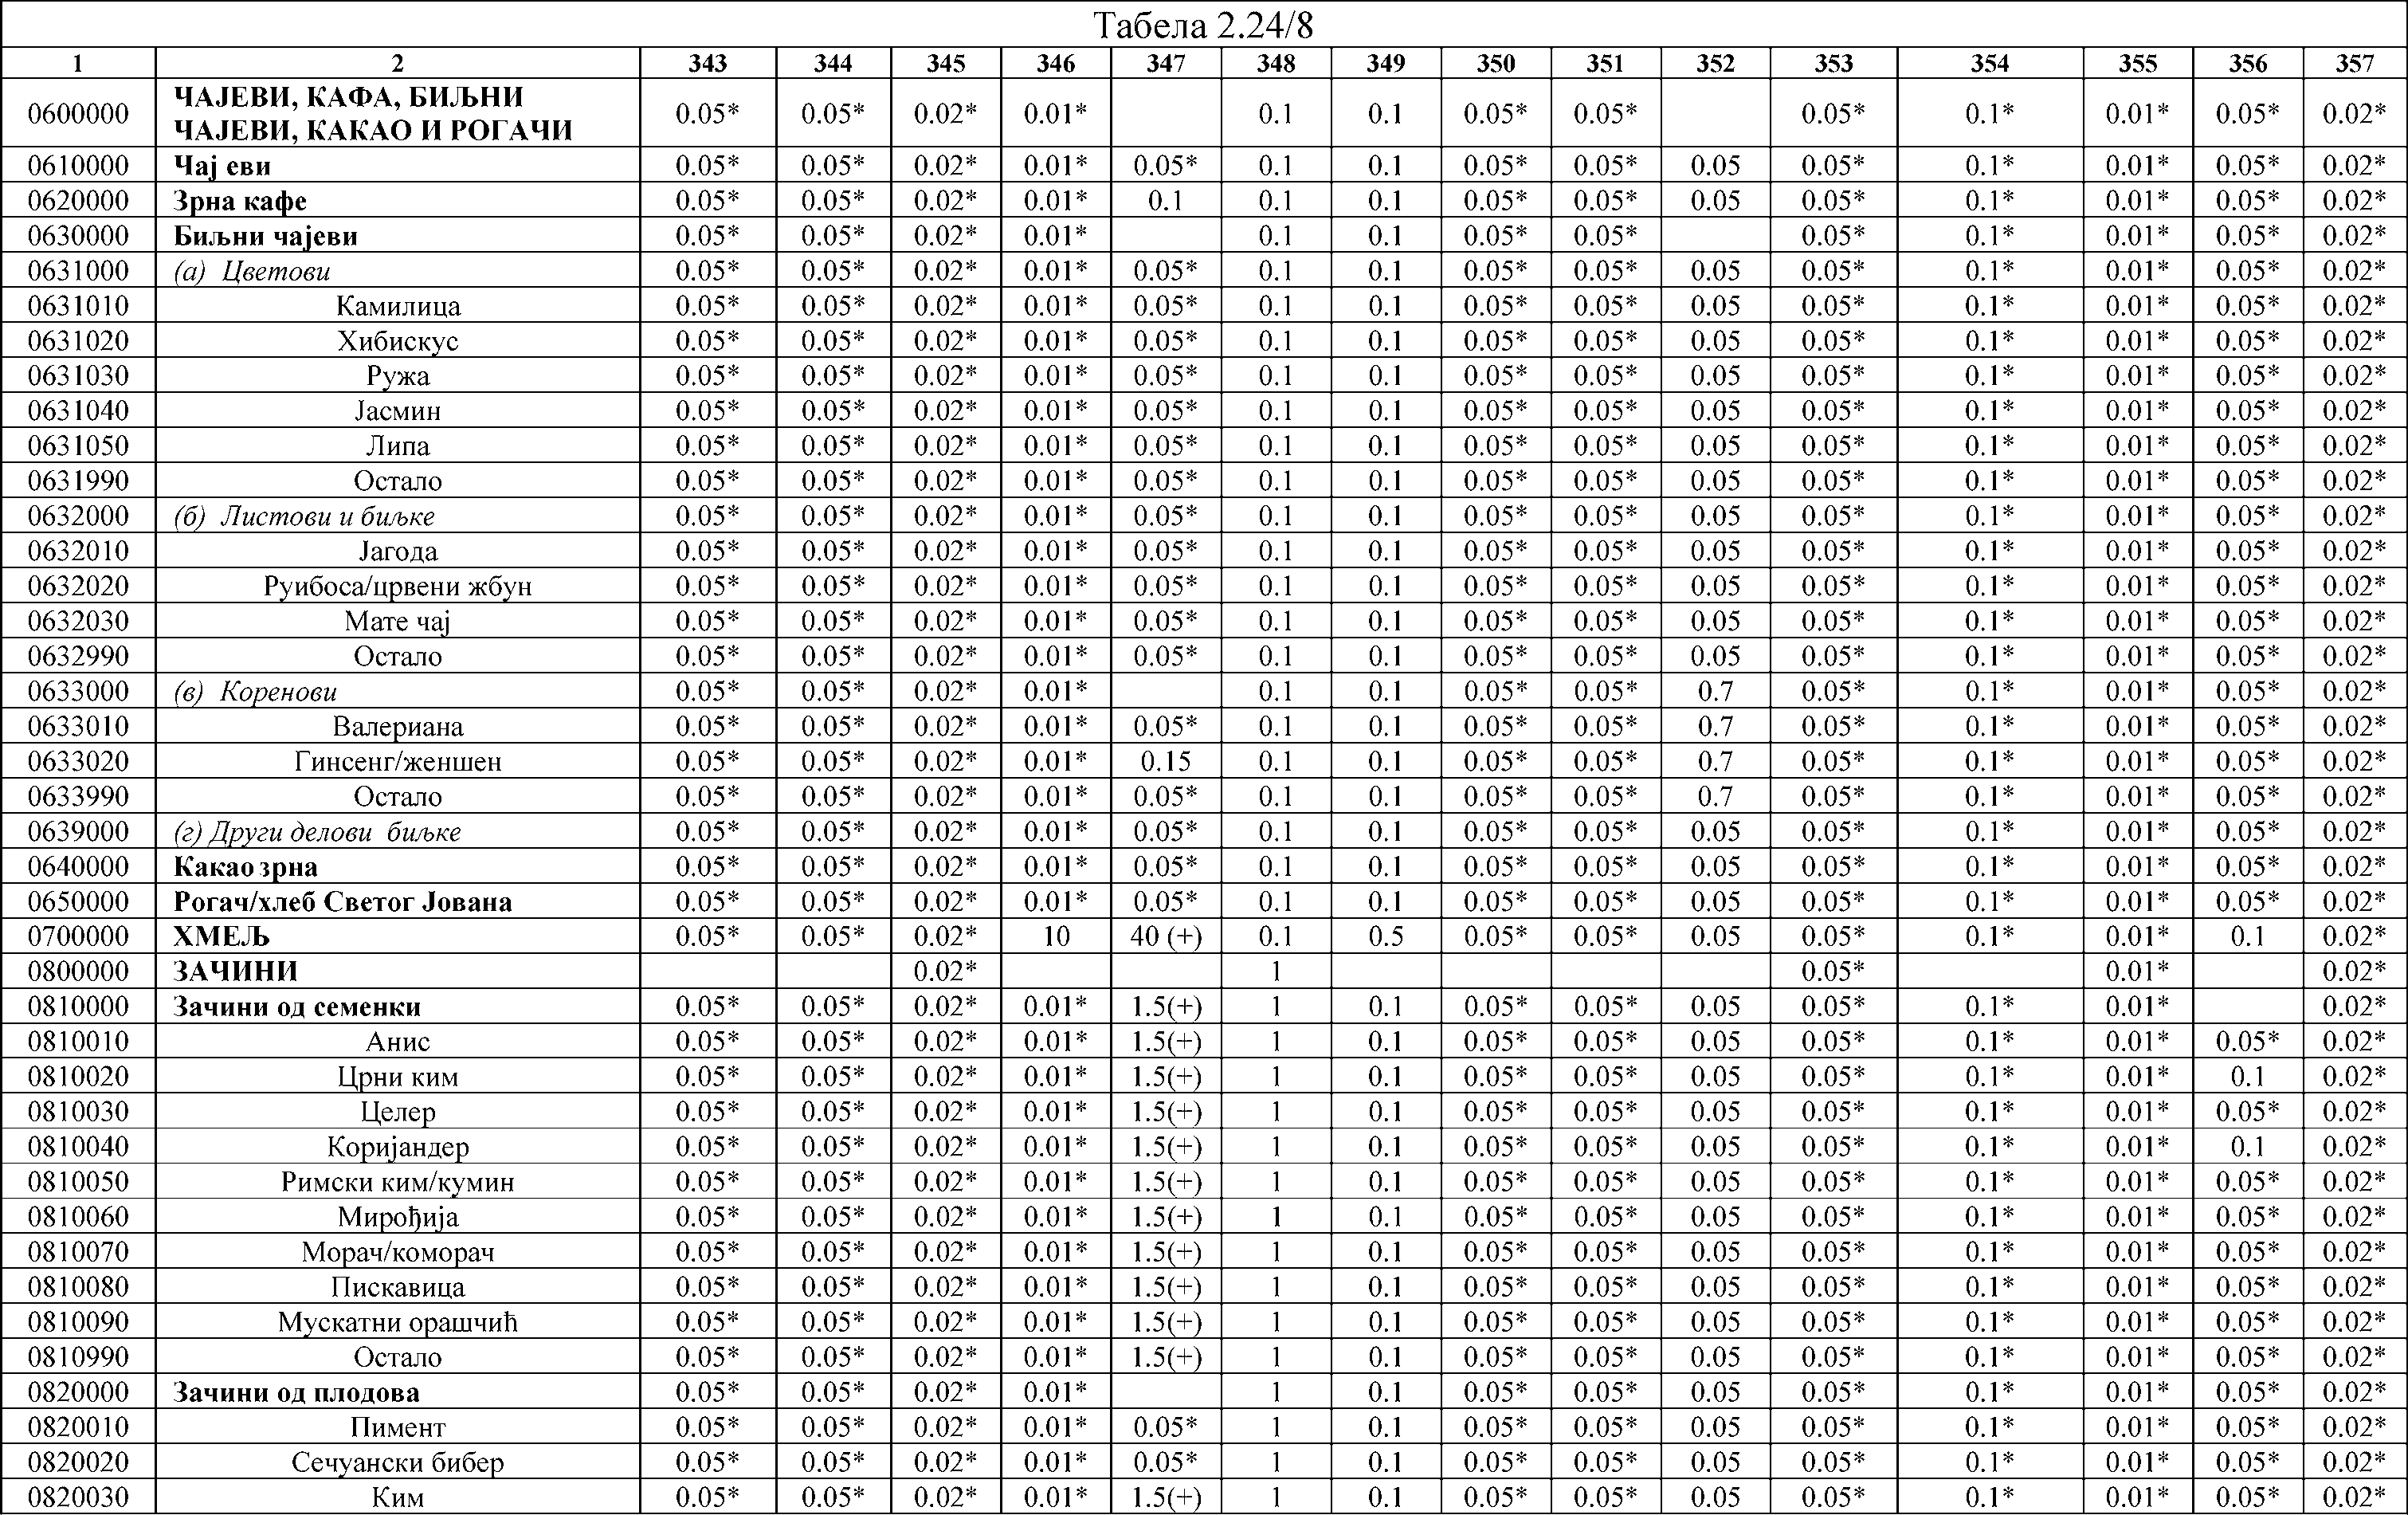 Табела 2.24/8
1 2 343 344 345 346 347 348 349 350 351 352 353 354 355 356 357
0600000 ЧАЈЕВИ, КАФА, БИЉНИ
ЧАЈЕВИ, КАКАО И РОГАЧИ 0.05* 0.05* 0.02* 0.01* 0.1 0.1 0.05* 0.05* 0.05* 0.1* 0.01* 0.05* 0.02*
0610000 Чај еви 0.05* 0.05* 0.02* 0.01* 0.05* 0.1 0.1 0.05* 0.05* 0.05 0.05* 0.1* 0.01* 0.05* 0.02*
0620000 Зрна кафе 0.05* 0.05* 0.02* 0.01* 0.1 0.1 0.1 0.05* 0.05* 0.05 0.05* 0.1* 0.01* 0.05* 0.02*
0630000 Биљни чајеви 0.05* 0.05* 0.02* 0.01* 0.1 0.1 0.05* 0.05* 0.05* 0.1* 0.01* 0.05* 0.02*
0631000 (а) Цветови 0.05* 0.05* 0.02* 0.01* 0.05* 0.1 0.1 0.05* 0.05* 0.05 0.05* 0.1* 0.01* 0.05* 0.02*
0631010 Камилица 0.05* 0.05* 0.02* 0.01* 0.05* 0.1 0.1 0.05* 0.05* 0.05 0.05* 0.1* 0.01* 0.05* 0.02*
0631020 Хибискус 0.05* 0.05* 0.02* 0.01* 0.05* 0.1 0.1 0.05* 0.05* 0.05 0.05* 0.1* 0.01* 0.05* 0.02*
0631030 Ружа 0.05* 0.05* 0.02* 0.01* 0.05* 0.1 0.1 0.05* 0.05* 0.05 0.05* 0.1* 0.01* 0.05* 0.02*
0631040 Јасмин 0.05* 0.05* 0.02* 0.01* 0.05* 0.1 0.1 0.05* 0.05* 0.05 0.05* 0.1* 0.01* 0.05* 0.02*
0631050 Липа 0.05* 0.05* 0.02* 0.01* 0.05* 0.1 0.1 0.05* 0.05* 0.05 0.05* 0.1* 0.01* 0.05* 0.02*
0631990 Остало 0.05* 0.05* 0.02* 0.01* 0.05* 0.1 0.1 0.05* 0.05* 0.05 0.05* 0.1* 0.01* 0.05* 0.02*
0632000 (б) Листови и биљке 0.05* 0.05* 0.02* 0.01* 0.05* 0.1 0.1 0.05* 0.05* 0.05 0.05* 0.1* 0.01* 0.05* 0.02*
0632010 Јагода 0.05* 0.05* 0.02* 0.01* 0.05* 0.1 0.1 0.05* 0.05* 0.05 0.05* 0.1* 0.01* 0.05* 0.02*
0632020 Руибоса/црвени жбун 0.05* 0.05* 0.02* 0.01* 0.05* 0.1 0.1 0.05* 0.05* 0.05 0.05* 0.1* 0.01* 0.05* 0.02*
0632030 Мате чај 0.05* 0.05* 0.02* 0.01* 0.05* 0.1 0.1 0.05* 0.05* 0.05 0.05* 0.1* 0.01* 0.05* 0.02*
0632990 Остало 0.05* 0.05* 0.02* 0.01* 0.05* 0.1 0.1 0.05* 0.05* 0.05 0.05* 0.1* 0.01* 0.05* 0.02*
0633000 (в) Коренови 0.05* 0.05* 0.02* 0.01* 0.1 0.1 0.05* 0.05* 0.7 0.05* 0.1* 0.01* 0.05* 0.02*
0633010 Валериана 0.05* 0.05* 0.02* 0.01* 0.05* 0.1 0.1 0.05* 0.05* 0.7 0.05* 0.1* 0.01* 0.05* 0.02*
0633020 Гинсенг/женшен 0.05* 0.05* 0.02* 0.01* 0.15 0.1 0.1 0.05* 0.05* 0.7 0.05* 0.1* 0.01* 0.05* 0.02*
0633990 Остало 0.05* 0.05* 0.02* 0.01* 0.05* 0.1 0.1 0.05* 0.05* 0.7 0.05* 0.1* 0.01* 0.05* 0.02*
0639000 (г) Други делови биљке 0.05* 0.05* 0.02* 0.01* 0.05* 0.1 0.1 0.05* 0.05* 0.05 0.05* 0.1* 0.01* 0.05* 0.02*
0640000 Какао зрна 0.05* 0.05* 0.02* 0.01* 0.05* 0.1 0.1 0.05* 0.05* 0.05 0.05* 0.1* 0.01* 0.05* 0.02*
0650000 Рогач/хлеб Светог Јована 0.05* 0.05* 0.02* 0.01* 0.05* 0.1 0.1 0.05* 0.05* 0.05 0.05* 0.1* 0.01* 0.05* 0.02*
0700000 ХМЕЉ 0.05* 0.05* 0.02* 10 40 (+) 0.1 0.5 0.05* 0.05* 0.05 0.05* 0.1* 0.01* 0.1 0.02*
0800000 ЗАЧИНИ 0.02* 1 0.05* 0.01* 0.02*
0810000 Зачини од семенки 0.05* 0.05* 0.02* 0.01* 1.5(+) 1 0.1 0.05* 0.05* 0.05 0.05* 0.1* 0.01* 0.02*
0810010 Анис 0.05* 0.05* 0.02* 0.01* 1.5(+) 1 0.1 0.05* 0.05* 0.05 0.05* 0.1* 0.01* 0.05* 0.02*
0810020 Црни ким 0.05* 0.05* 0.02* 0.01* 1.5(+) 1 0.1 0.05* 0.05* 0.05 0.05* 0.1* 0.01* 0.1 0.02*
0810030 Целер 0.05* 0.05* 0.02* 0.01* 1.5(+) 1 0.1 0.05* 0.05* 0.05 0.05* 0.1* 0.01* 0.05* 0.02*
0810040 Коријандер 0.05* 0.05* 0.02* 0.01* 1.5(+) 1 0.1 0.05* 0.05* 0.05 0.05* 0.1* 0.01* 0.1 0.02*
0810050 Римски ким/кумин 0.05* 0.05* 0.02* 0.01* 1.5(+) 1 0.1 0.05* 0.05* 0.05 0.05* 0.1* 0.01* 0.05* 0.02*
0810060 Мирођија 0.05* 0.05* 0.02* 0.01* 1.5(+) 1 0.1 0.05* 0.05* 0.05 0.05* 0.1* 0.01* 0.05* 0.02*
0810070 Морач/коморач 0.05* 0.05* 0.02* 0.01* 1.5(+) 1 0.1 0.05* 0.05* 0.05 0.05* 0.1* 0.01* 0.05* 0.02*
0810080 Пискавица 0.05* 0.05* 0.02* 0.01* 1.5(+) 1 0.1 0.05* 0.05* 0.05 0.05* 0.1* 0.01* 0.05* 0.02*
0810090 Мускатни орашчић 0.05* 0.05* 0.02* 0.01* 1.5(+) 1 0.1 0.05* 0.05* 0.05 0.05* 0.1* 0.01* 0.05* 0.02*
0810990 Остало 0.05* 0.05* 0.02* 0.01* 1.5(+) 1 0.1 0.05* 0.05* 0.05 0.05* 0.1* 0.01* 0.05* 0.02*
0820000 Зачини од плодова 0.05* 0.05* 0.02* 0.01* 1 0.1 0.05* 0.05* 0.05 0.05* 0.1* 0.01* 0.05* 0.02*
0820010 Пимент 0.05* 0.05* 0.02* 0.01* 0.05* 1 0.1 0.05* 0.05* 0.05 0.05* 0.1* 0.01* 0.05* 0.02*
0820020 Сечуански бибер 0.05* 0.05* 0.02* 0.01* 0.05* 1 0.1 0.05* 0.05* 0.05 0.05* 0.1* 0.01* 0.05* 0.02*
0820030 Ким 0.05* 0.05* 0.02* 0.01* 1.5(+) 1 0.1 0.05* 0.05* 0.05 0.05* 0.1* 0.01* 0.05* 0.02*